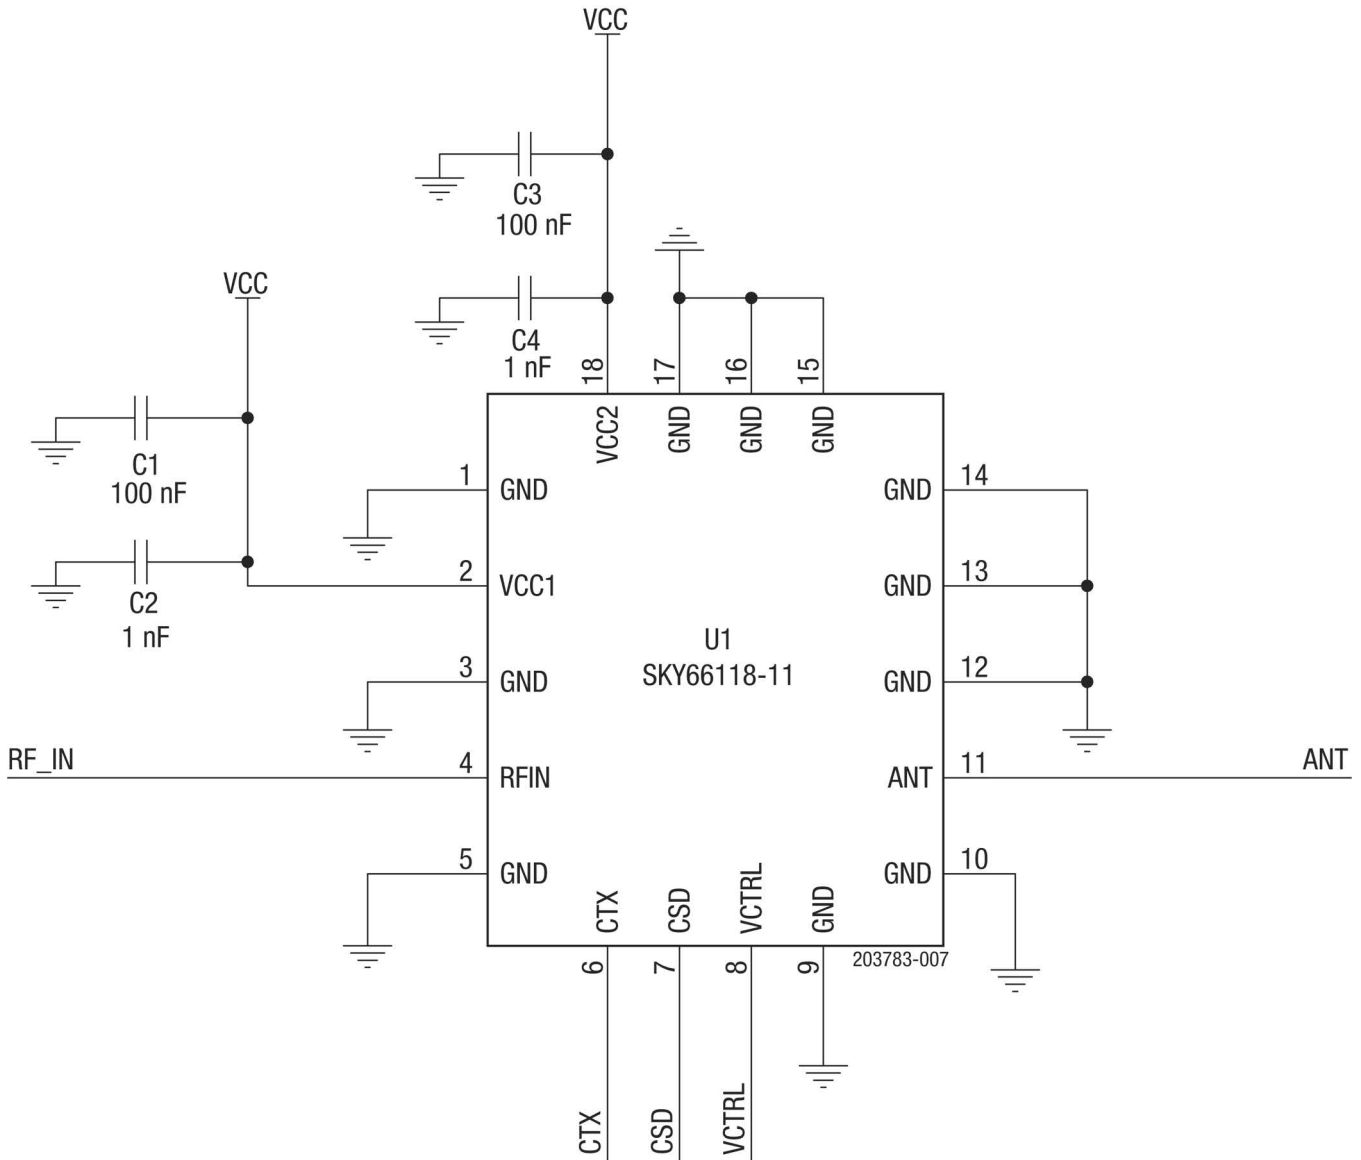 VCC
C3
100 nF
VCC
C4
1 nF
18
17
16
15
VCC2
GND
GND
GND
C1
100 nF
1
GND
GND
14
2
VCC1
GND
13
C2
1 nF
U1
SKY66118-11
3
GND
GND
12
RF_IN
4
RFIN
ANT
11
ANT
5
GND
GND
10
CTX
CSD
VCTRL
GND
203783-007
6
7
8
9
CTX
CSD
VCTRL